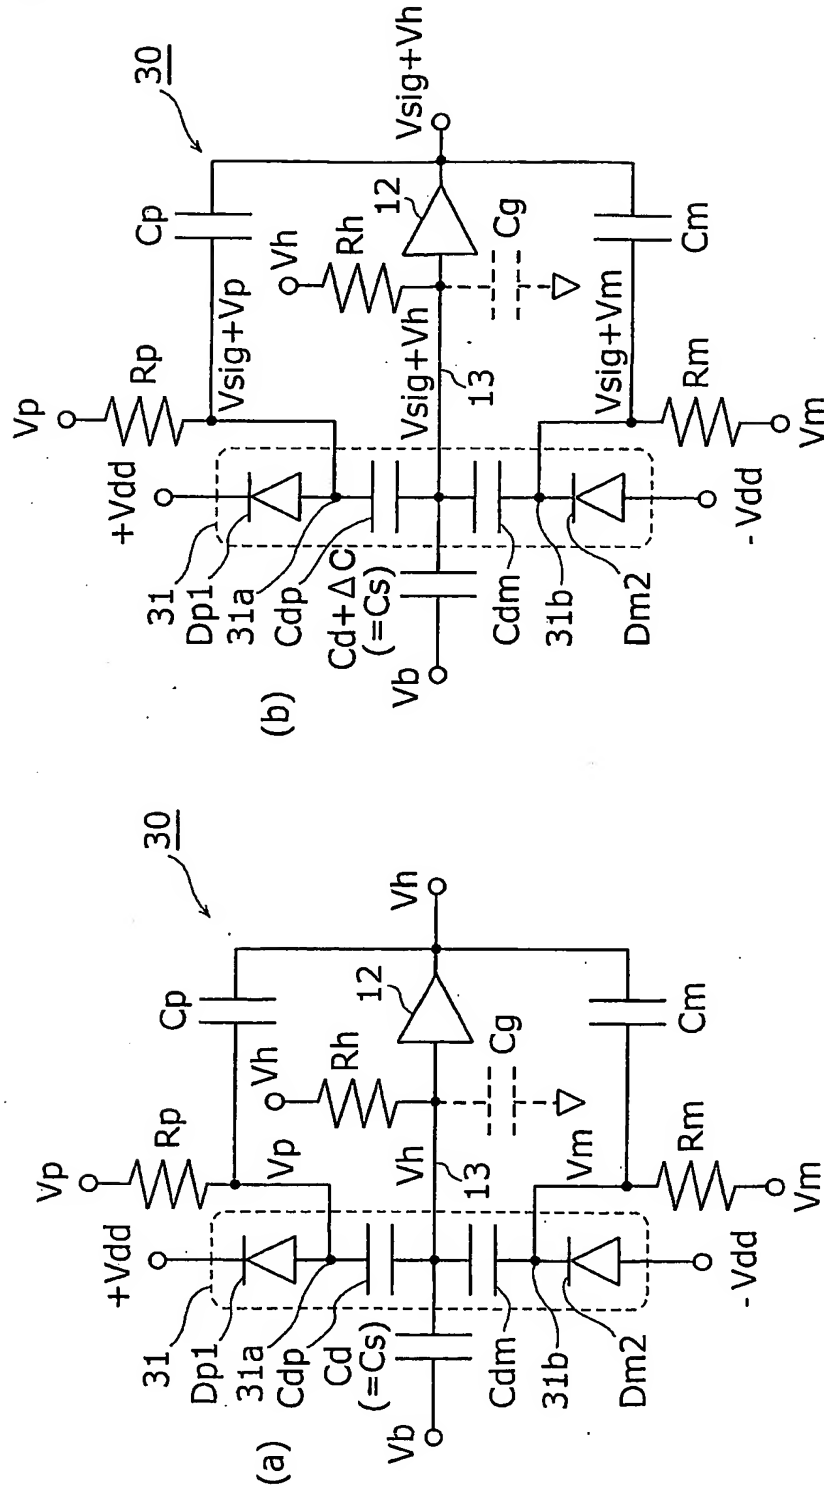 (a)
30
Vp
Rp
+Vdd
Cp
31
Dp1
31a
Cdp
Cd
(=Cs)
Vb
Vp
Vh
Rh
12
Vh
Vh
13
Cg
Cdm
31b
Dm2
Vm
Cm
Rm
-Vdd
Vm
(b)
30
Vp
Rp
+Vdd
Cp
31
Dp1
31a
Cdp
Cd+ΔC
(=Cs)
Vb
Vsig+Vp
Vh
Rh
12
Vsig+Vh
Vsig+Vh
13
Cg
Cdm
31b
Dm2
Vsig+Vm
Cm
Rm
-Vdd
Vm